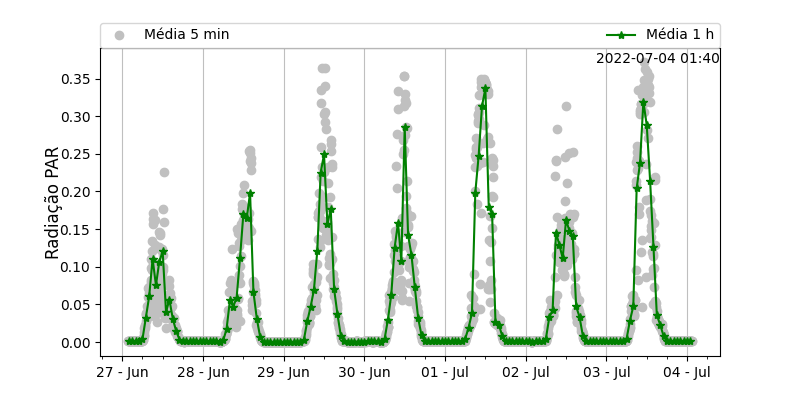 Média 5 min
Média 1 h
2022-07-04 01:40
Radiação PAR
0.35
0.30
0.25
0.20
0.15
0.10
0.05
0.00
27 - Jun
28 - Jun
29 - Jun
30 - Jun
01 - Jul
02 - Jul
03 - Jul
04 - Jul